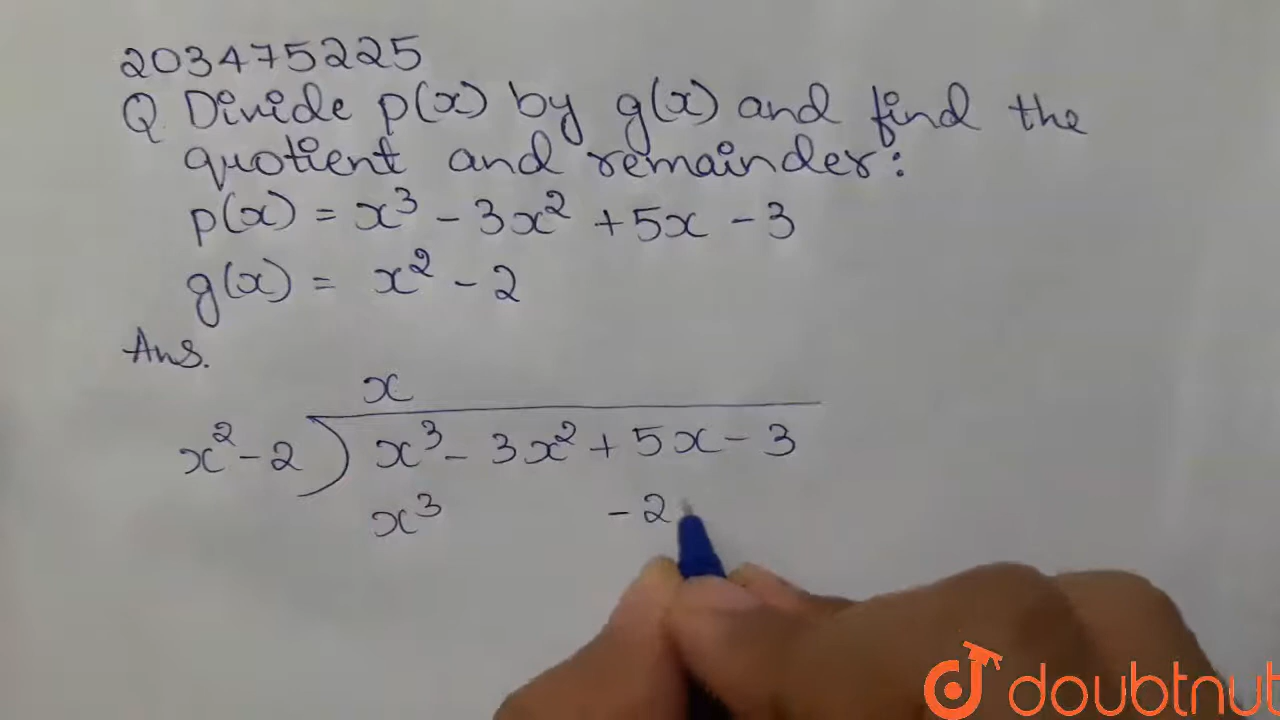 203475225
Q. Divide p(x) by g(x) and find the
quotient and remainder:
p(x) = x³ - 3x² + 5x - 3
g(x) = x² - 2
Ans.
x
x² - 2 ) x³ - 3x² + 5x - 3
x³ - 2
doubtnut